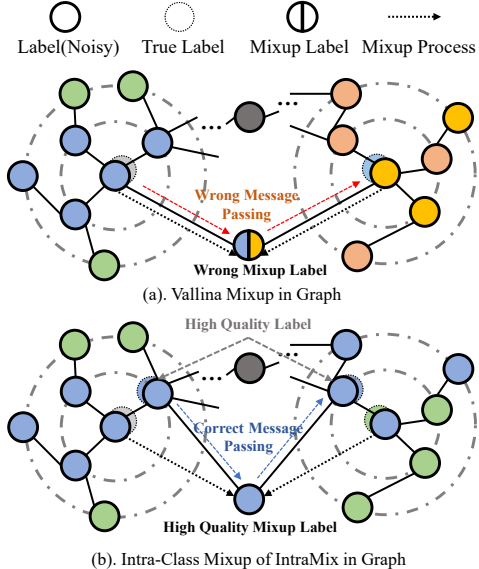 Label(Noisy) True Label Mixup Label Mixup Process
...
...
Wrong Message
Passing
Wrong Mixup Label
(a). Vallina Mixup in Graph
High Quality Label
...
...
Correct Message
Passing
High Quality Mixup Label
(b). Intra-Class Mixup of IntraMix in Graph